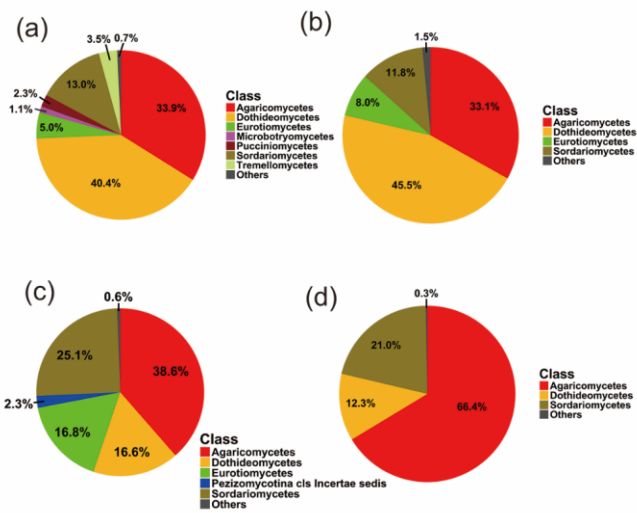 (a)
3.5%
0.7%
2.3%
13.0%
1.1%
5.0%
33.9%
40.4%
Class
Agaricomycetes
Dothideomycetes
Eurotiomycetes
Microbotryomycetes
Pucciniomycetes
Sordariomycetes
Tremellomycetes
Others
(b)
1.5%
11.8%
8.0%
33.1%
45.5%
Class
Agaricomycetes
Dothideomycetes
Eurotiomycetes
Sordariomycetes
Others
(c)
0.6%
25.1%
38.6%
2.3%
16.8%
16.6%
Class
Agaricomycetes
Dothideomycetes
Eurotiomycetes
Pezizomycotina cls Incertae sedis
Sordariomycetes
Others
(d)
0.3%
21.0%
12.3%
66.4%
Class
Agaricomycetes
Dothideomycetes
Sordariomycetes
Others